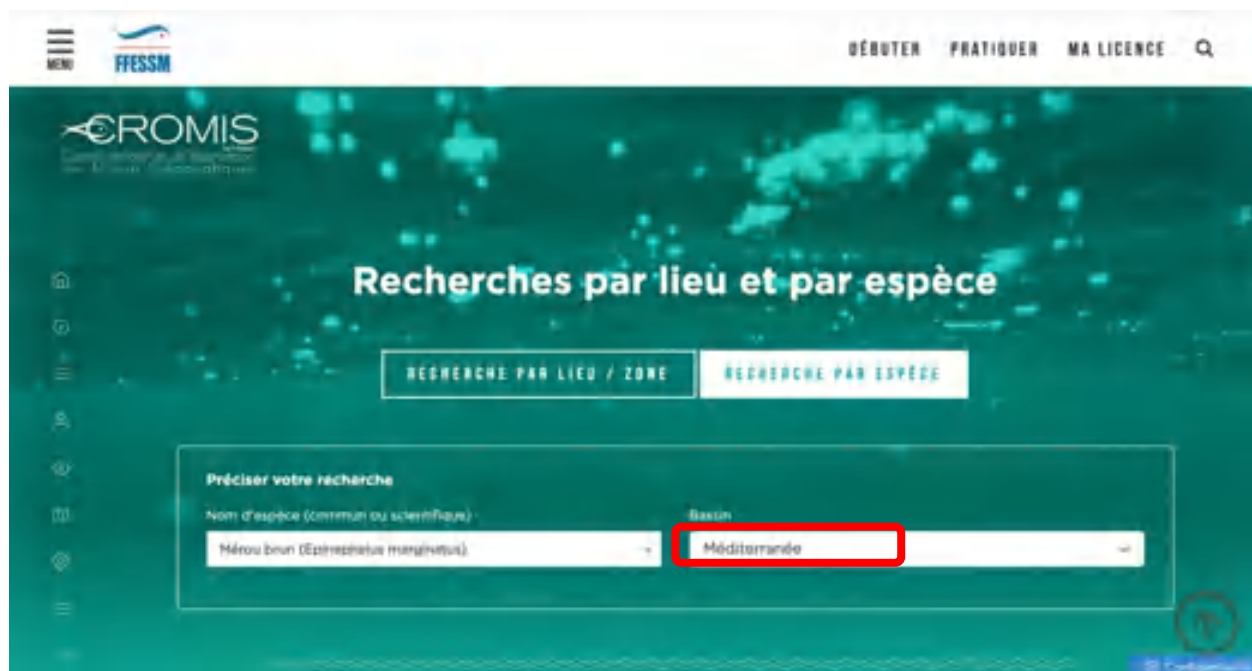 MENU
FFESSM
DÉBUTER PRATIQUER MA LICENCE
CROMIS
Recherches par lieu et par espèce
RECHERCHE PAR LIEU / ZONE
RECHERCHE PAR ESPÈCE
Préciser votre recherche
Nom d'espèce (commun ou scientifique)
Bassin
Mérou brun (Epinephelus marginatus)
Méditerranée